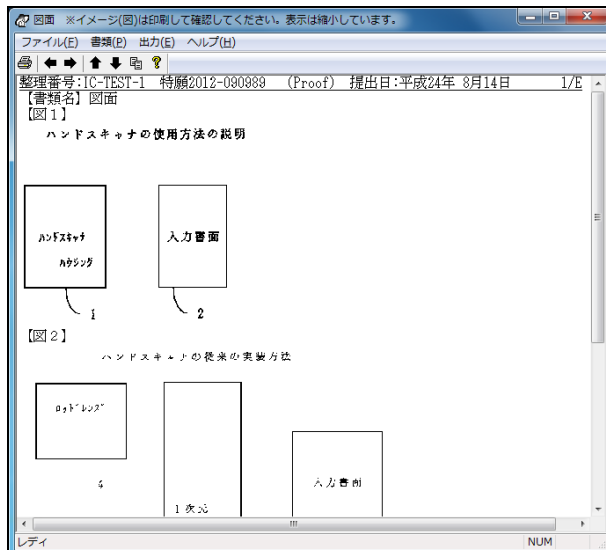 図面 ※イメージ(図)は印刷して確認してください。表示は縮小しています。
ファイル(F) 書類(P) 出力(E) ヘルプ(H)
整理番号:IC-TEST-1 特願2012-090989 (Proof) 提出日:平成24年 8月14日 1/E
【書類名】図面
【図1】
ハンドスキャナの使用方法の説明
ハンドスキャナ
ハウジング
入力書面
1
2
【図2】
ハンドスキャナの従来の実装方法
ロッドレンズ
4
1次元
入力書面
レディ
NUM